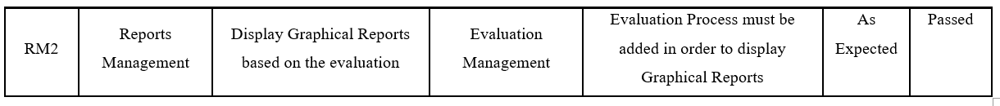 RM2
Reports
Management
Display Graphical Reports
based on the evaluation
Evaluation
Management
Evaluation Process must be
added in order to display
Graphical Reports
As
Expected
Passed